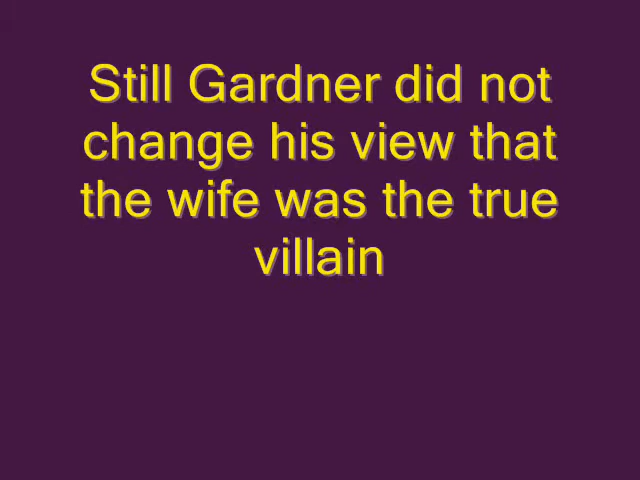 Still Gardner did not
change his view that
the wife was the true
villain